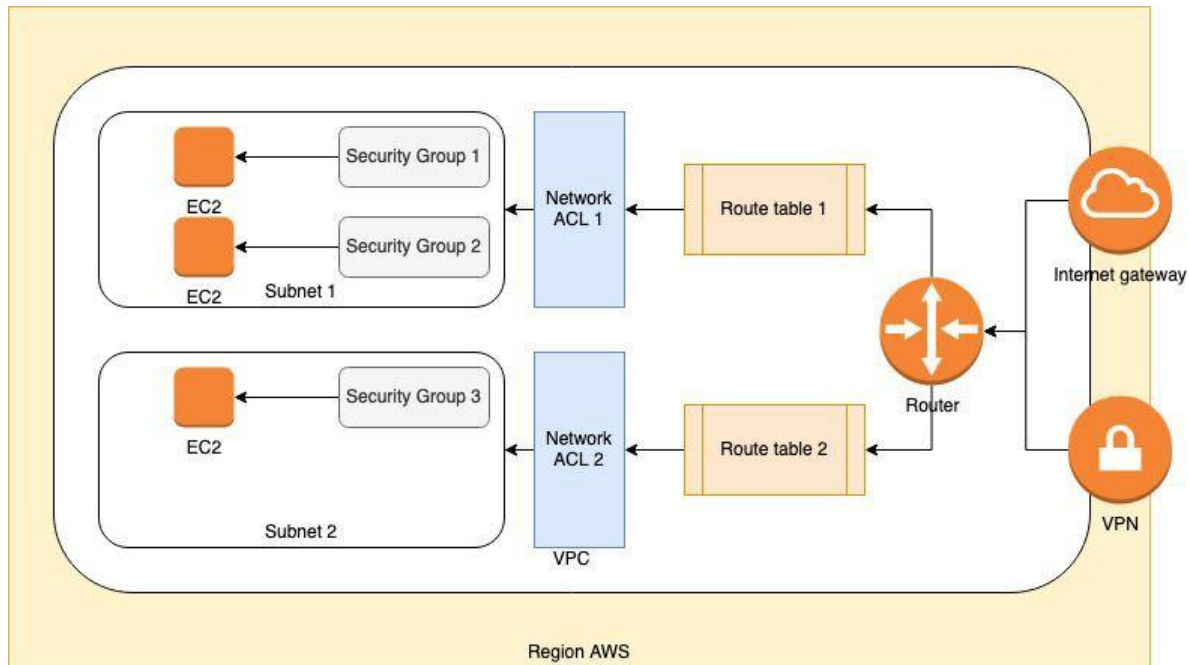 Security Group 1
EC2
Security Group 2
EC2
Subnet 1
Network
ACL 1
Route table 1
Internet gateway
Router
Security Group 3
EC2
Subnet 2
Network
ACL 2
Route table 2
VPN
VPC
Region AWS